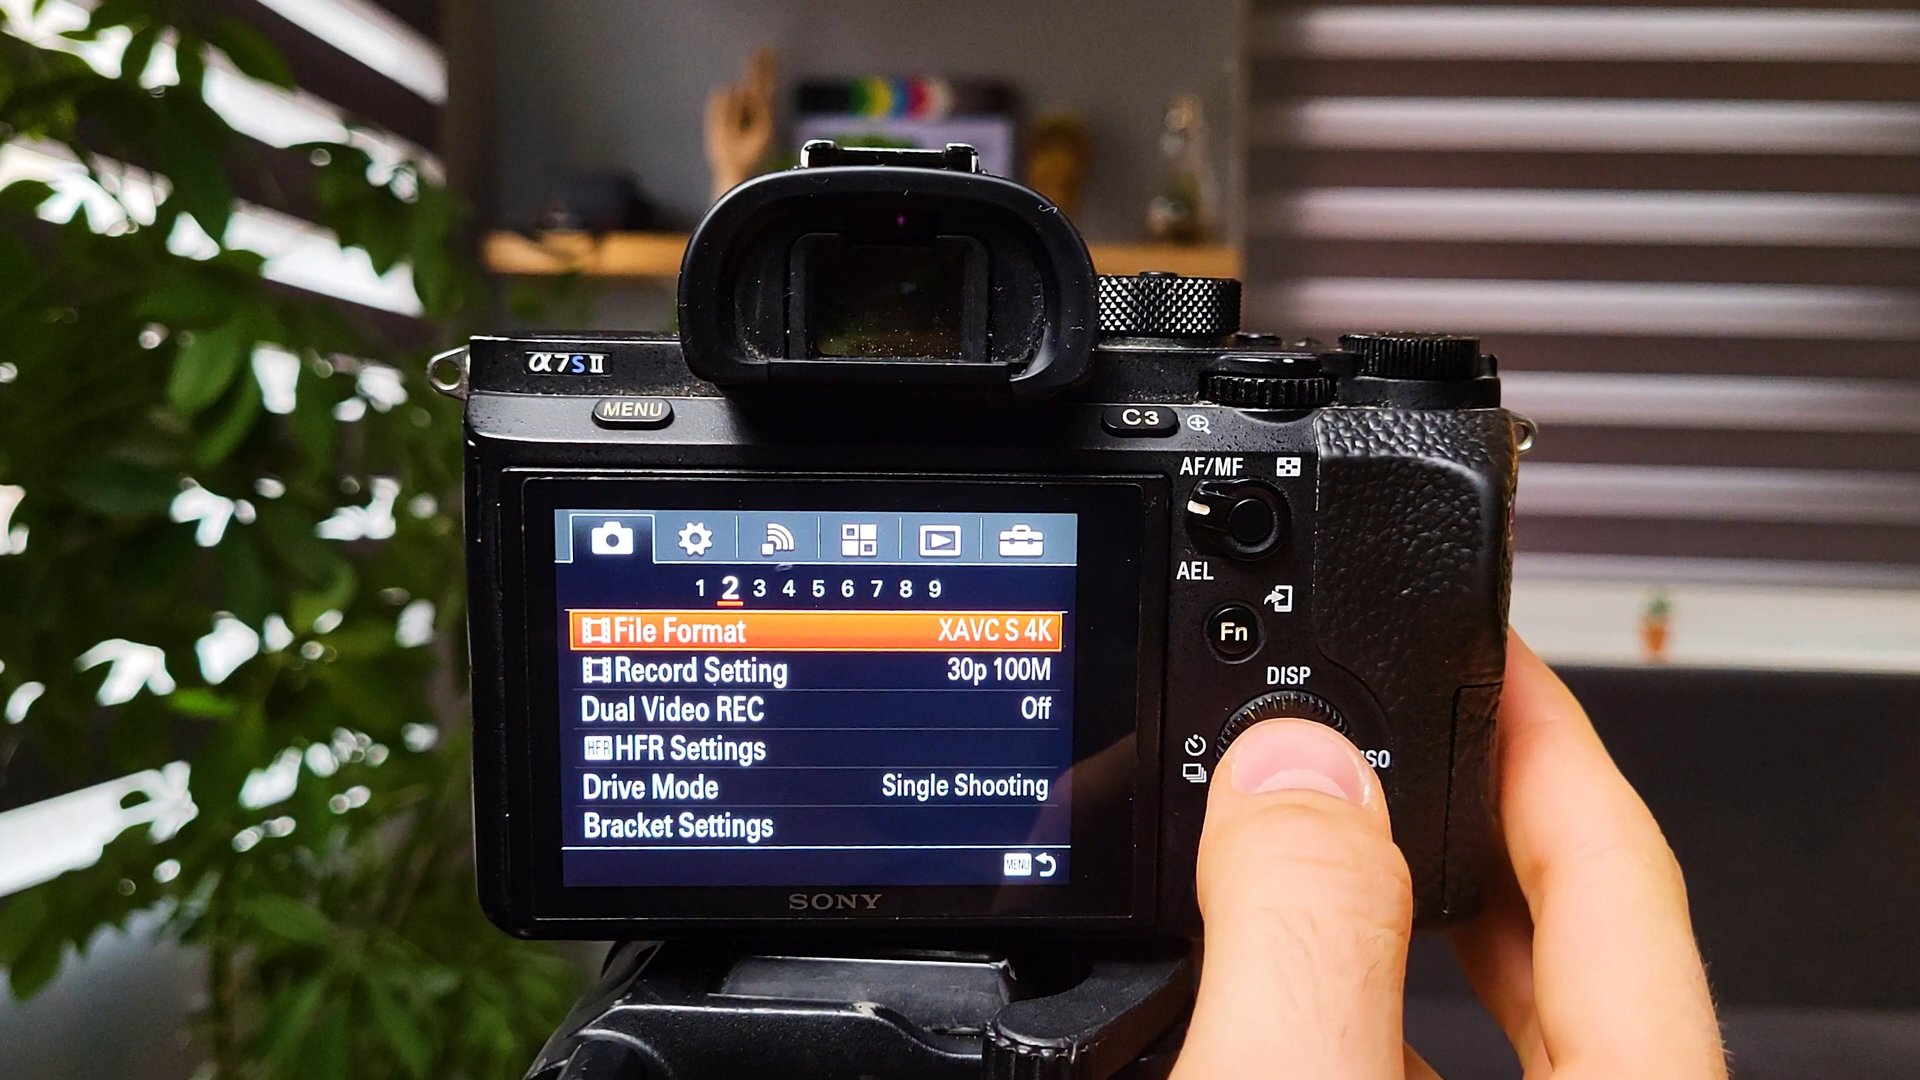 α7SII
MENU
C3
AF/MF
AEL
Fn
DISP
ISO
1 2 3 4 5 6 7 8 9
File Format XAVC S 4K
Record Setting 30p 100M
Dual Video REC Off
HFR HFR Settings
Drive Mode Single Shooting
Bracket Settings
MENU
SONY